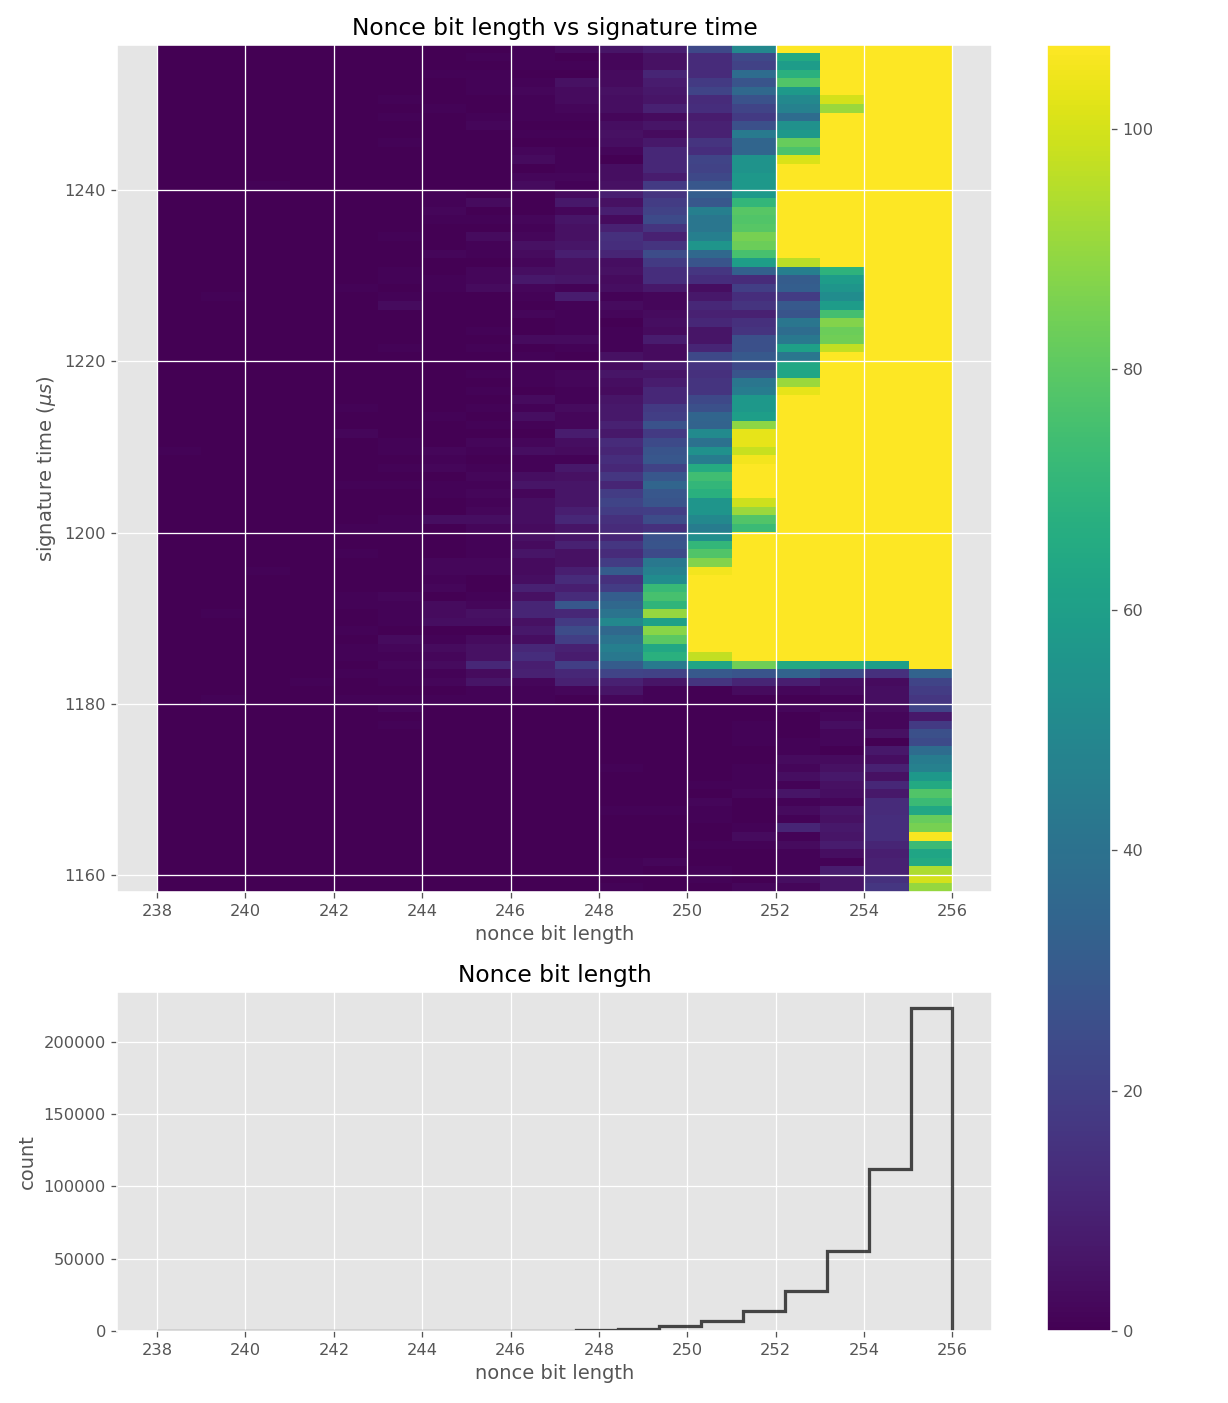 Nonce bit length vs signature time
1240
1220
1200
1180
1160
signature time (μs)
238 240 242 244 246 248 250 252 254 256
nonce bit length
100
80
60
40
20
0
Nonce bit length
200000
150000
100000
50000
0
count
238 240 242 244 246 248 250 252 254 256
nonce bit length